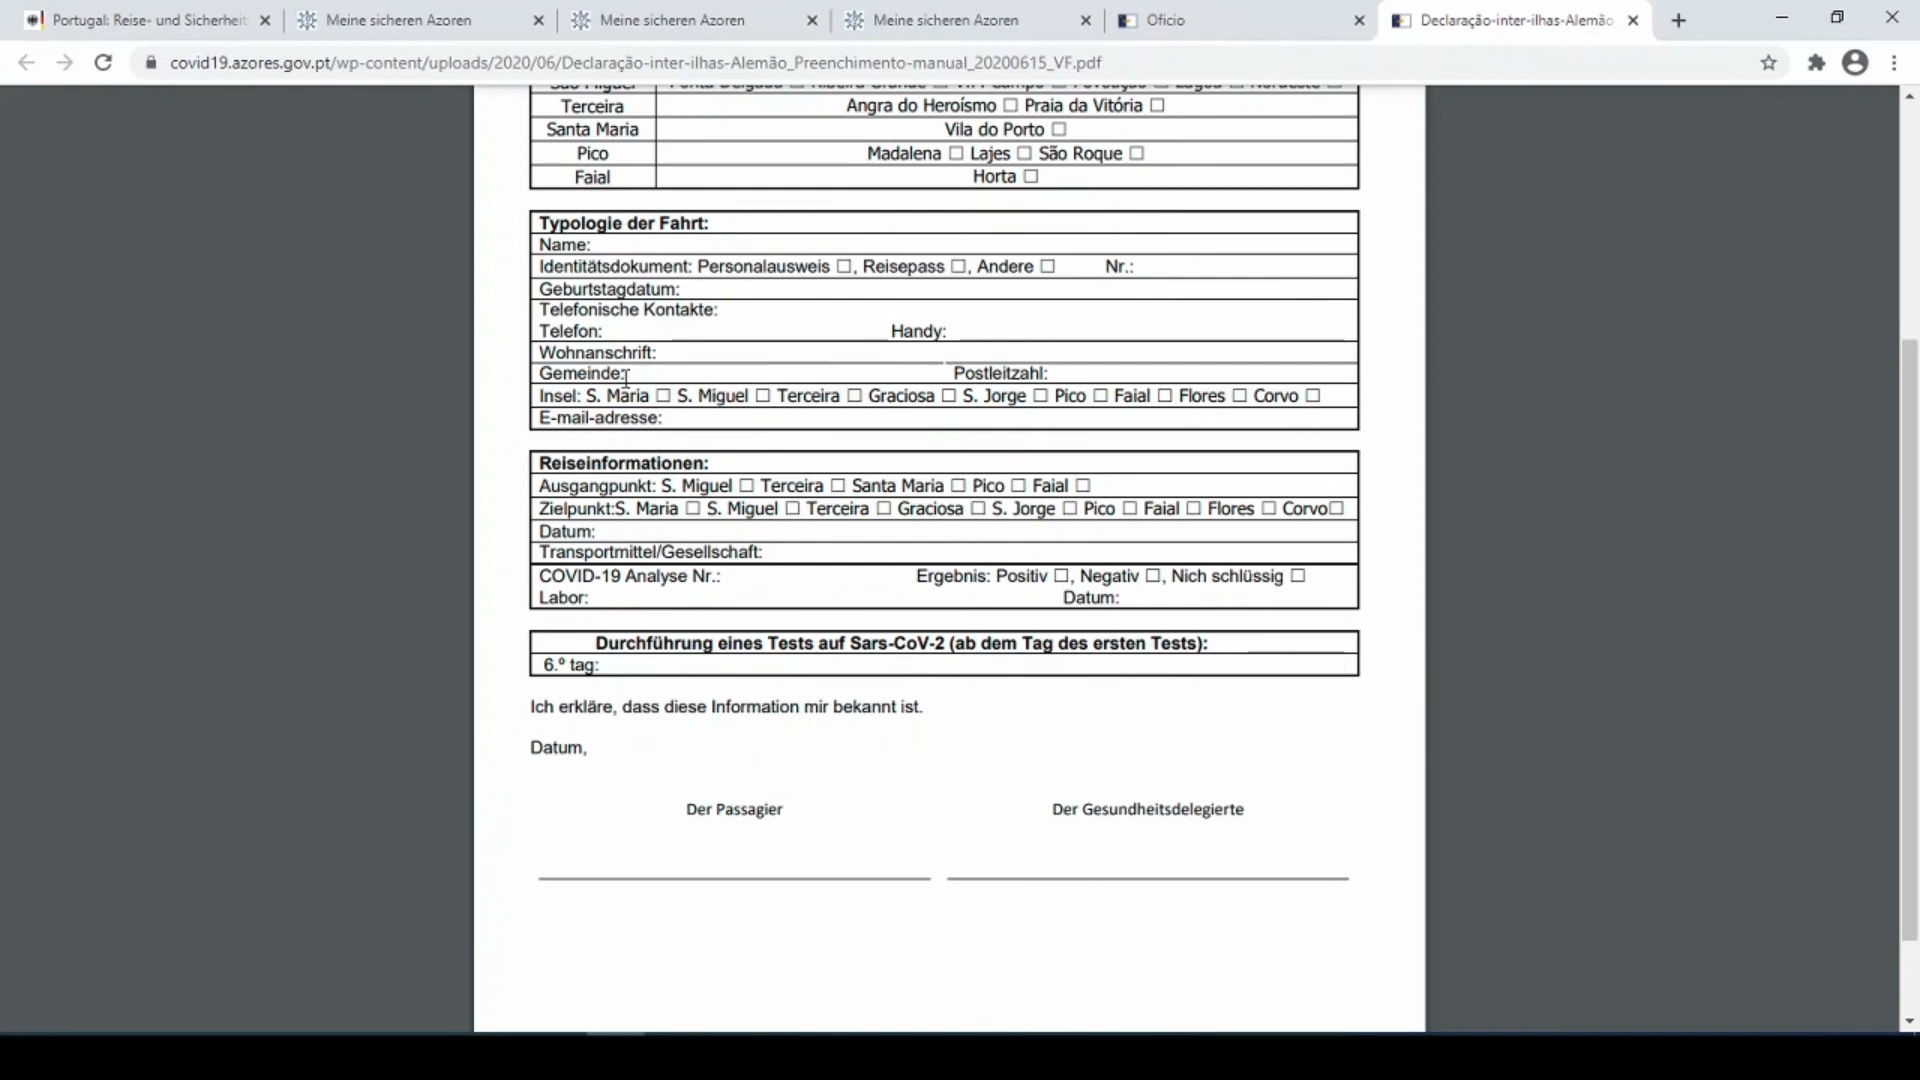 Portugal: Reise- und Sicherheit
Meine sicheren Azoren
Meine sicheren Azoren
Meine sicheren Azoren
Oficio
Declaração-inter-ilhas-Alemão
covid19.azores.gov.pt/wp-content/uploads/2020/06/Declaração-inter-ilhas-Alemão_Preenchimento-manual_20200615_VF.pdf
Terceira Angra do Heroísmo ☐ Praia da Vitória ☐
Santa Maria Vila do Porto ☐
Pico Madalena ☐ Lajes ☐ São Roque ☐
Faial Horta ☐
Typologie der Fahrt:
Name:
Identitätsdokument: Personalausweis ☐, Reisepass ☐, Andere ☐ Nr.:
Geburtstagdatum:
Telefonische Kontakte:
Telefon: Handy:
Wohnanschrift:
Gemeinde: Postleitzahl:
Insel: S. Maria ☐ S. Miguel ☐ Terceira ☐ Graciosa ☐ S. Jorge ☐ Pico ☐ Faial ☐ Flores ☐ Corvo ☐
E-mail-adresse:
Reiseinformationen:
Ausgangpunkt: S. Miguel ☐ Terceira ☐ Santa Maria ☐ Pico ☐ Faial ☐
Zielpunkt:S. Maria ☐ S. Miguel ☐ Terceira ☐ Graciosa ☐ S. Jorge ☐ Pico ☐ Faial ☐ Flores ☐ Corvo☐
Datum:
Transportmittel/Gesellschaft:
COVID-19 Analyse Nr.: Ergebnis: Positiv ☐, Negativ ☐, Nich schlüssig ☐
Labor: Datum:
Durchführung eines Tests auf Sars-CoV-2 (ab dem Tag des ersten Tests):
6.º tag:
Ich erkläre, dass diese Information mir bekannt ist.
Datum,
Der Passagier Der Gesundheitsdelegierte